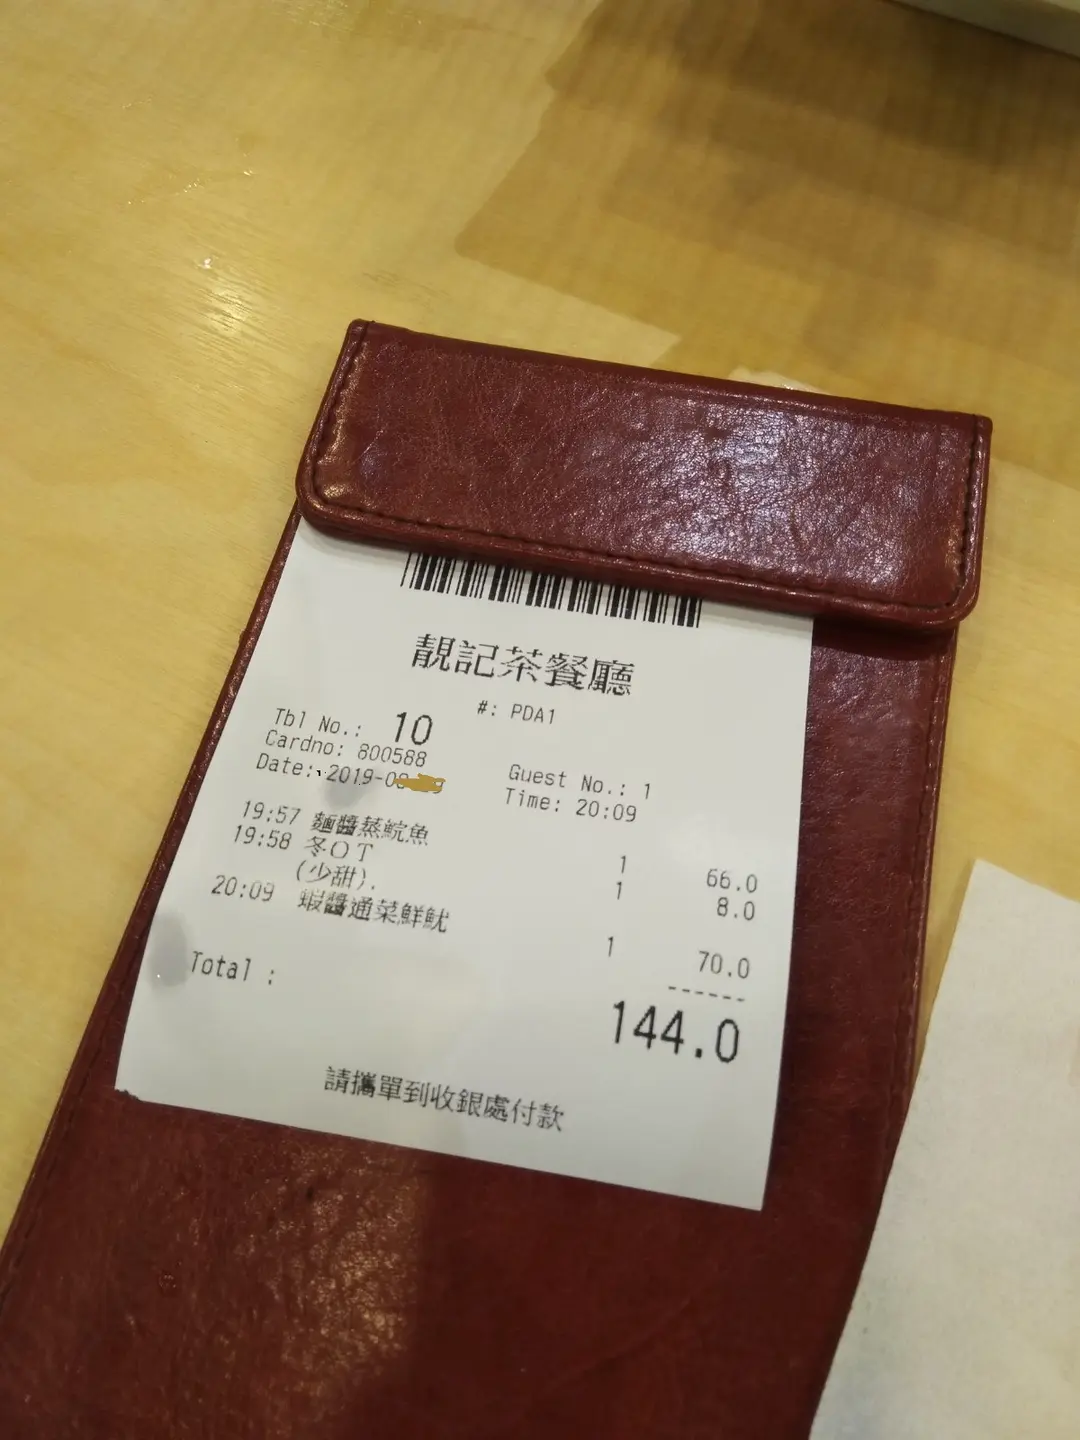 靚記茶餐廳
#: PDA1
Tbl No.: 10
Cardno: 800588
Guest No.: 1
Date: 2019-0
Time: 20:09
19:57 麵醬蒸鯇魚 1 66.0
19:58 冬OT 1 8.0
(少甜).
20:09 蝦醬通菜鮮魷 1 70.0
------
Total : 144.0
請攜單到收銀處付款